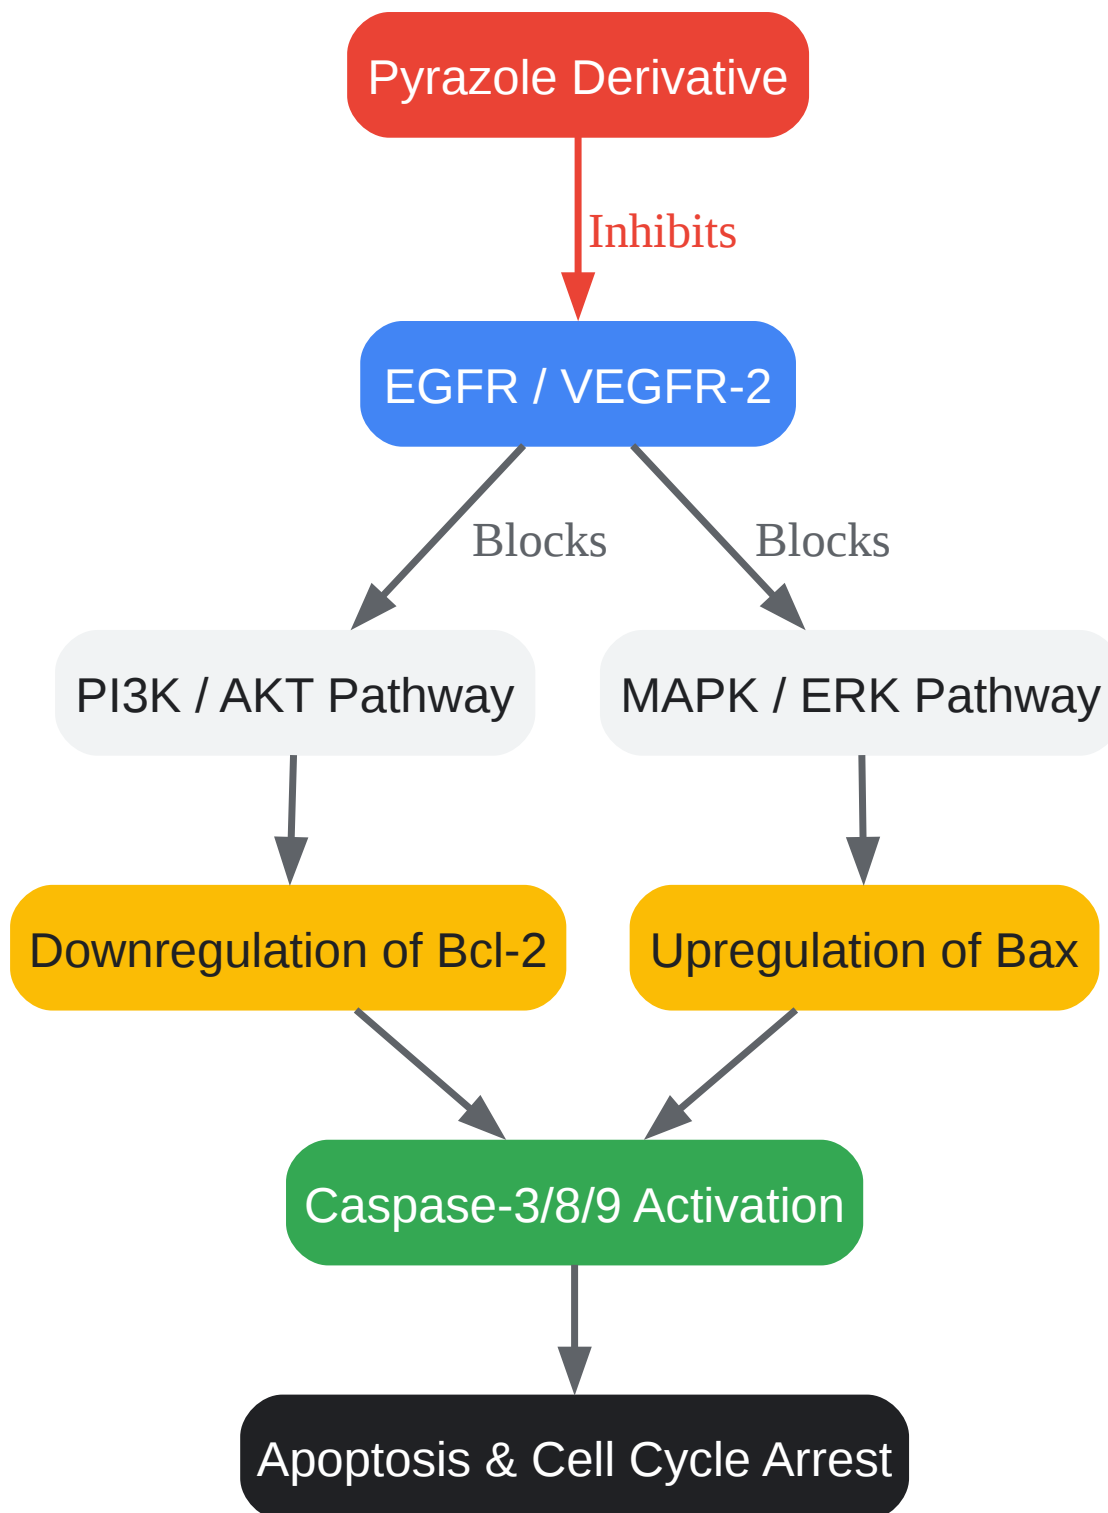 Pyrazole Derivative
Inhibits
EGFR / VEGFR-2
Blocks
Blocks
PI3K / AKT Pathway
MAPK / ERK Pathway
Downregulation of Bcl-2
Upregulation of Bax
Caspase-3/8/9 Activation
Apoptosis & Cell Cycle Arrest